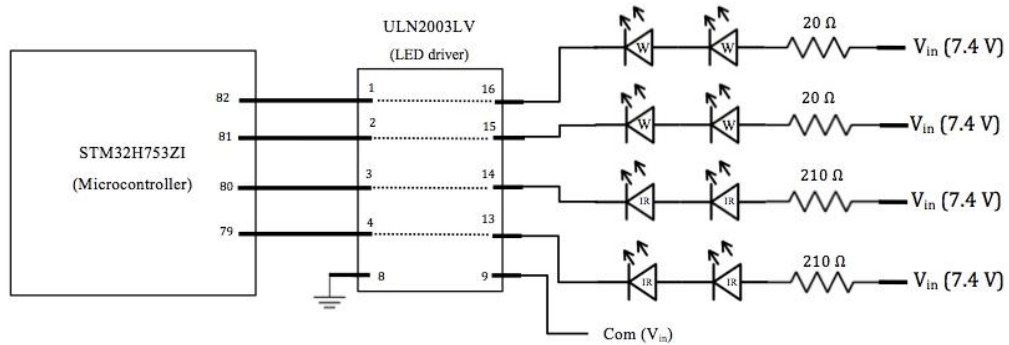 ULN2003LV
(LED driver)
20 Ω
W W
V_in (7.4 V)
82 1 16
20 Ω
81 2 15
W W
V_in (7.4 V)
STM32H753ZI
(Microcontroller)
80 3 14
210 Ω
IR IR
V_in (7.4 V)
79 4 13
210 Ω
8 9
IR IR
V_in (7.4 V)
Com (V_in)